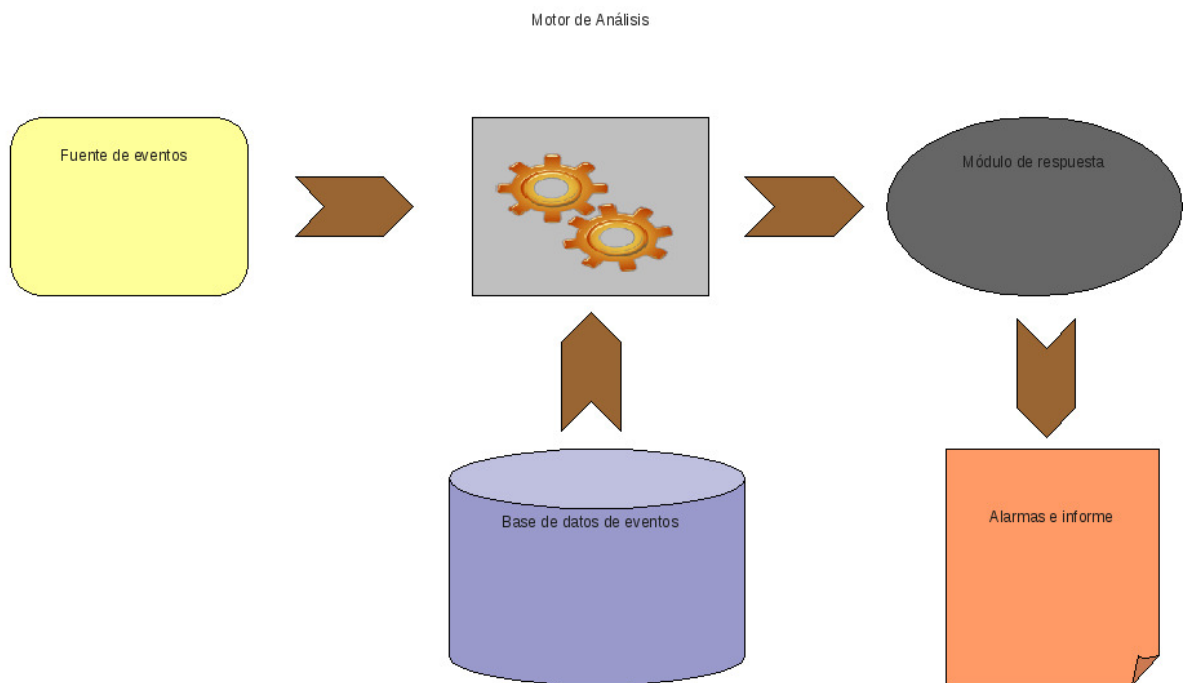 Motor de Análisis
Fuente de eventos
Módulo de respuesta
Base de datos de eventos
Alarmas e informe